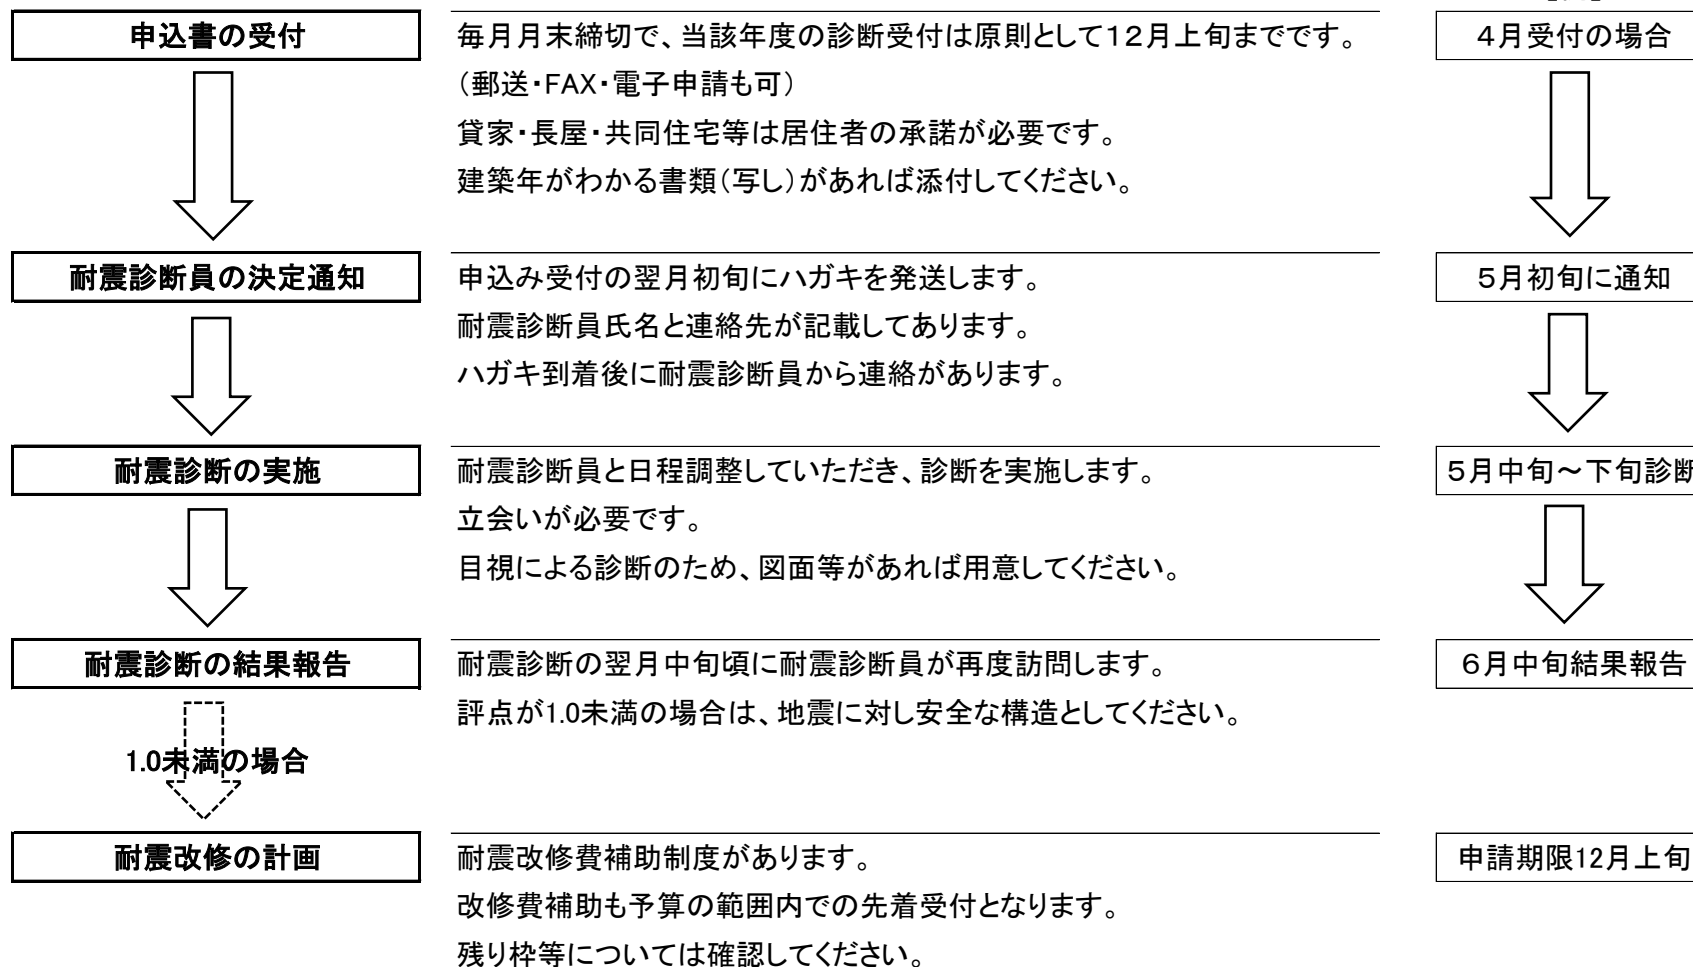 申込書の受付
毎月月末締切で、当該年度の診断受付は原則として１２月上旬までです。
（郵送・FAX・電子申請も可）
貸家・長屋・共同住宅等は居住者の承諾が必要です。
建築年がわかる書類（写し）があれば添付してください。
４月受付の場合
耐震診断員の決定通知
申込み受付の翌月初旬にハガキを発送します。
耐震診断員氏名と連絡先が記載してあります。
ハガキ到着後に耐震診断員から連絡があります。
５月初旬に通知
耐震診断の実施
耐震診断員と日程調整していただき、診断を実施します。
立会いが必要です。
目視による診断のため、図面等があれば用意してください。
５月中旬～下旬診断
耐震診断の結果報告
耐震診断の翌月中旬頃に耐震診断員が再度訪問します。
評点が1.0未満の場合は、地震に対し安全な構造としてください。
６月中旬結果報告
1.0未満の場合
耐震改修の計画
耐震改修費補助制度があります。
改修費補助も予算の範囲内での先着受付となります。
残り枠等については確認してください。
申請期限12月上旬